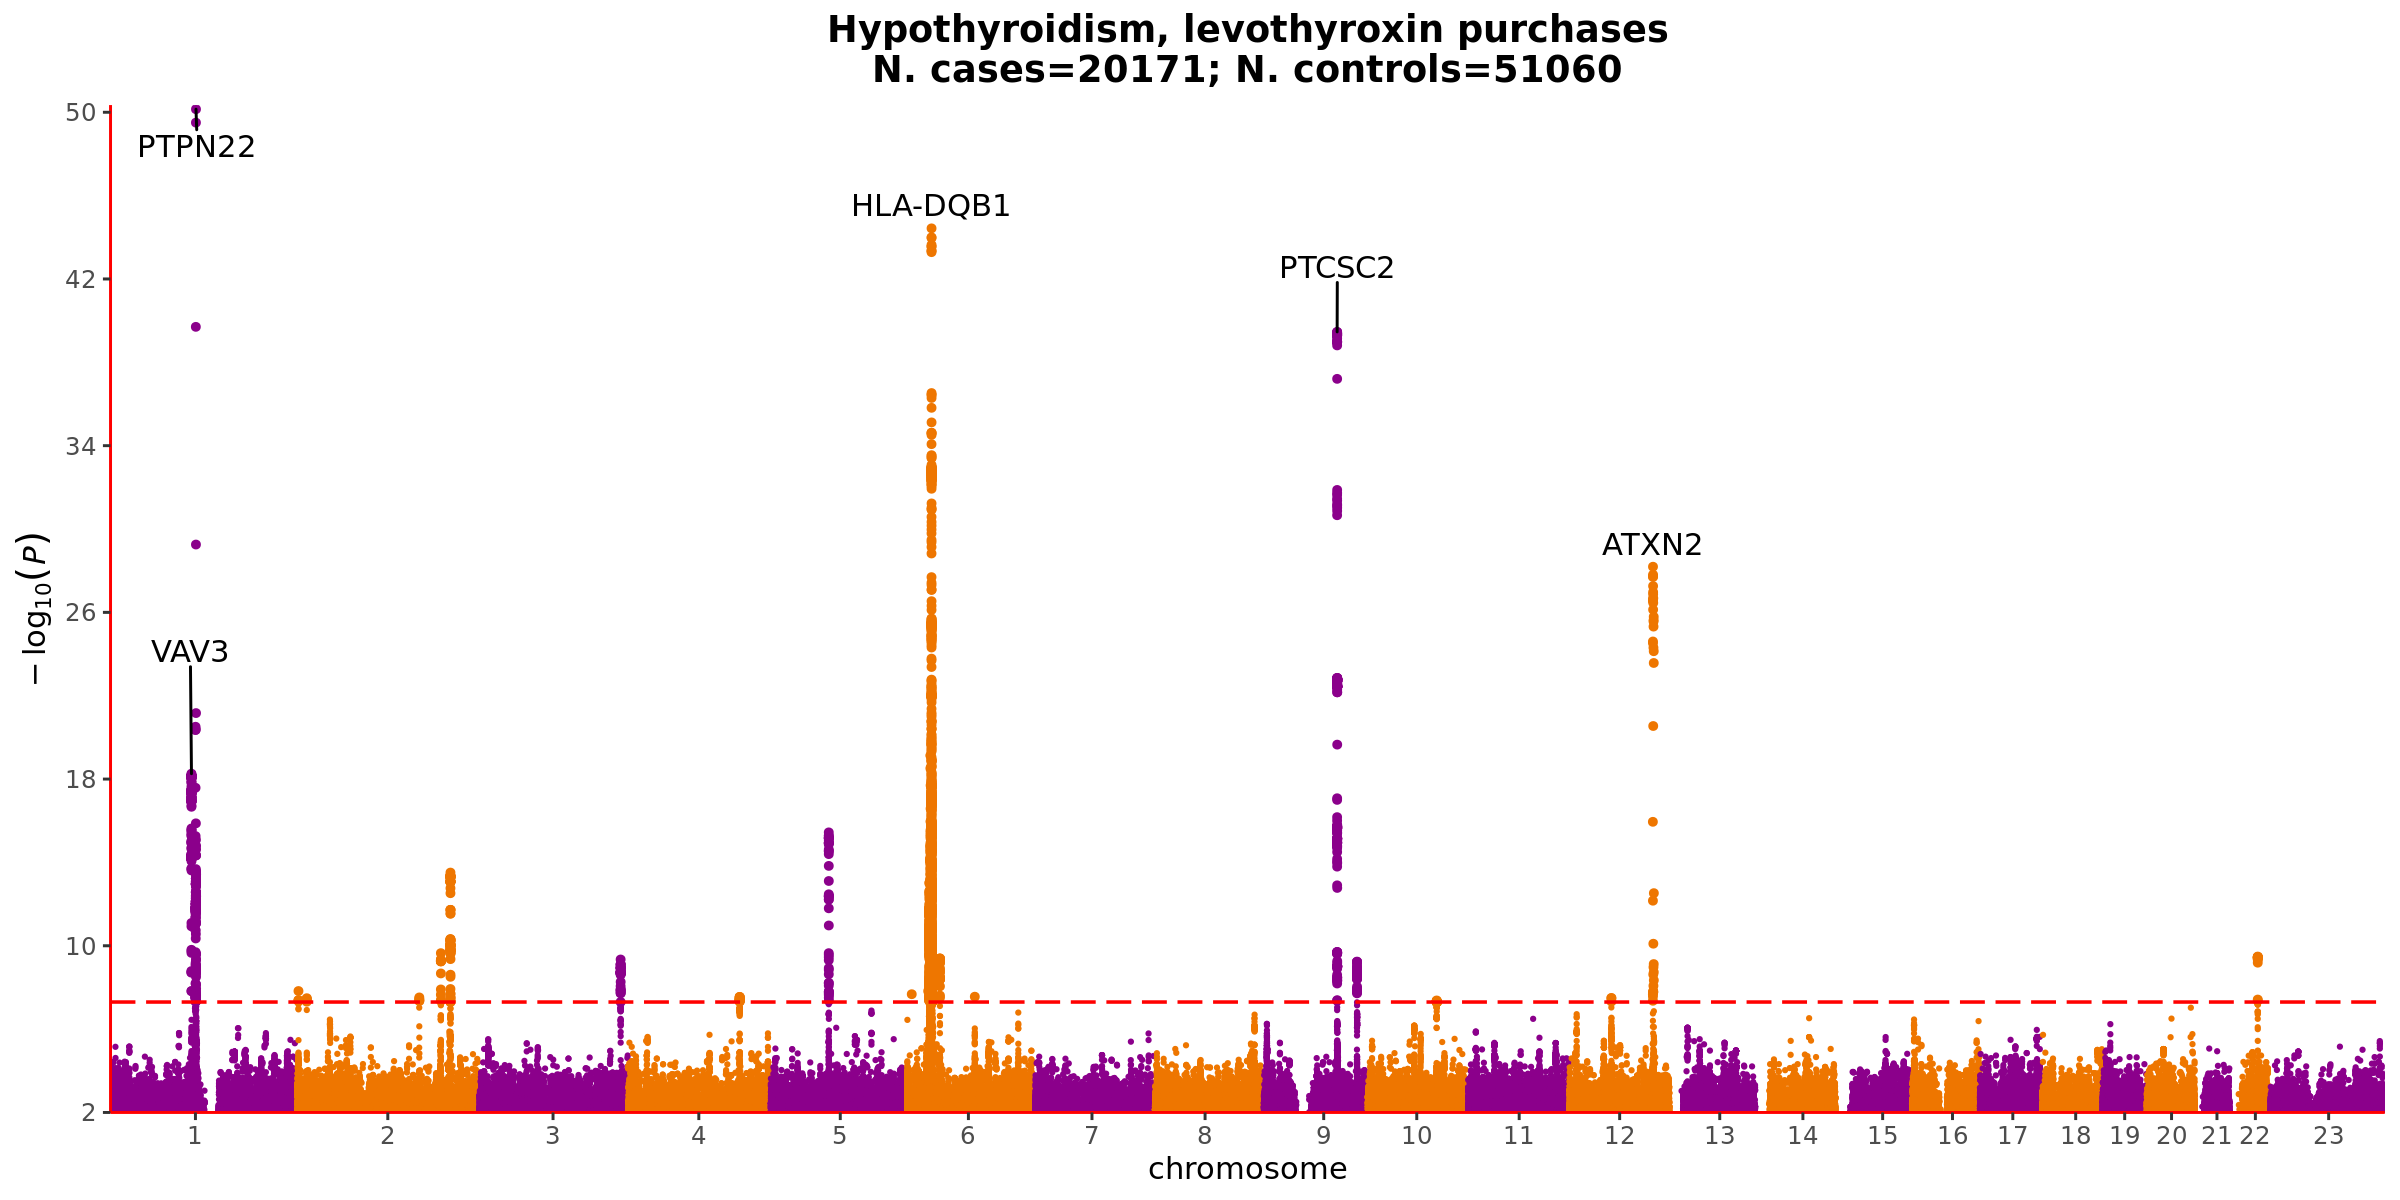 Hypothyroidism, levothyroxin purchases
N. cases=20171; N. controls=51060
50
PTPN22
HLA-DQB1
PTCSC2
42
34
ATXN2
−log10(P)
26
VAV3
18
10
2
1 2 3 4 5 6 7 8 9 10 11 12 13 14 15 16 17 18 19 20 21 22 23
chromosome